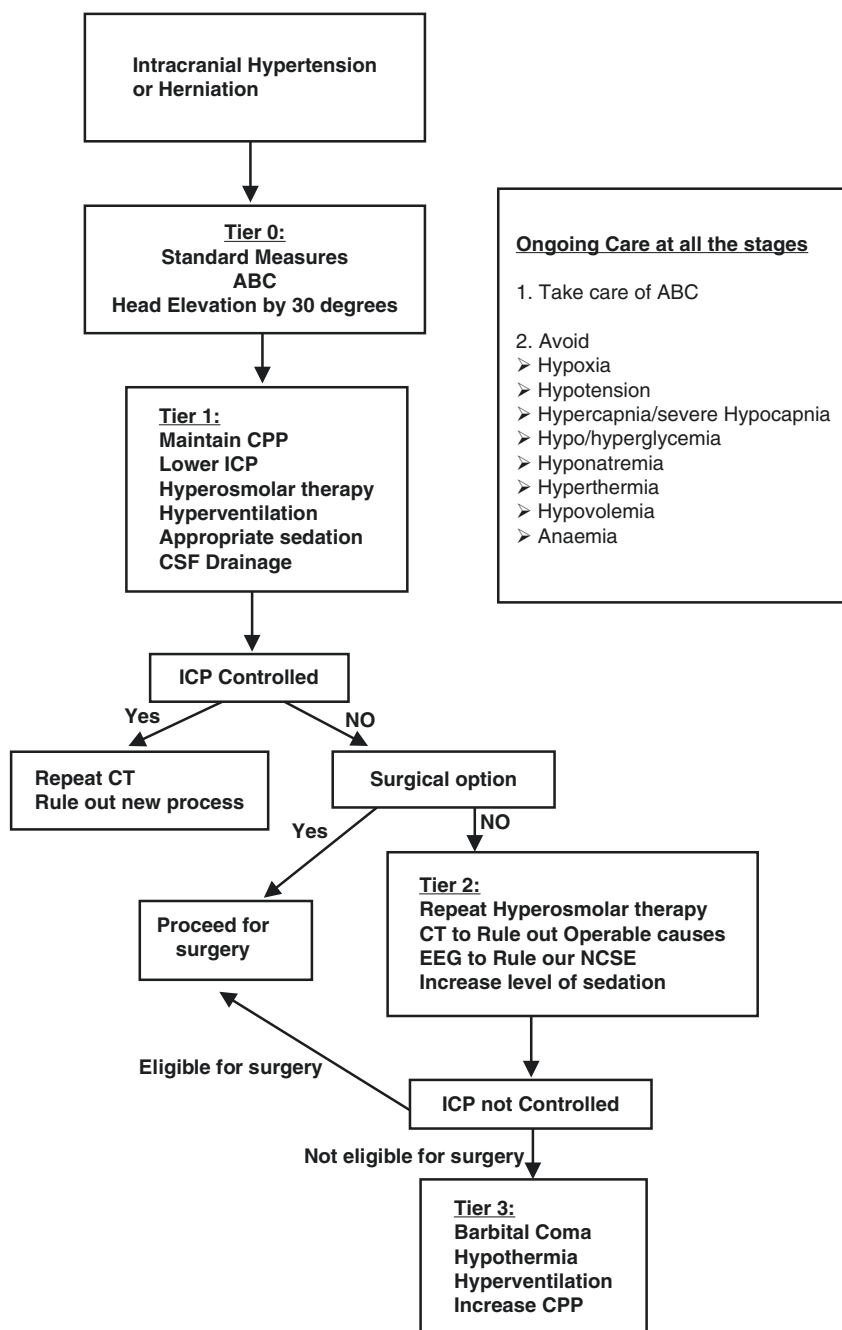 Intracranial Hypertension
or Herniation
Tier 0:
Standard Measures
ABC
Head Elevation by 30 degrees
Ongoing Care at all the stages
1. Take care of ABC
2. Avoid
➢ Hypoxia
➢ Hypotension
➢ Hypercapnia/severe Hypocapnia
➢ Hypo/hyperglycemia
➢ Hyponatremia
➢ Hyperthermia
➢ Hypovolemia
➢ Anaemia
Tier 1:
Maintain CPP
Lower ICP
Hyperosmolar therapy
Hyperventilation
Appropriate sedation
CSF Drainage
ICP Controlled
Yes
NO
Repeat CT
Rule out new process
Surgical option
Yes
NO
Proceed for
surgery
Tier 2:
Repeat Hyperosmolar therapy
CT to Rule out Operable causes
EEG to Rule our NCSE
Increase level of sedation
Eligible for surgery
ICP not Controlled
Not eligible for surgery
Tier 3:
Barbital Coma
Hypothermia
Hyperventilation
Increase CPP